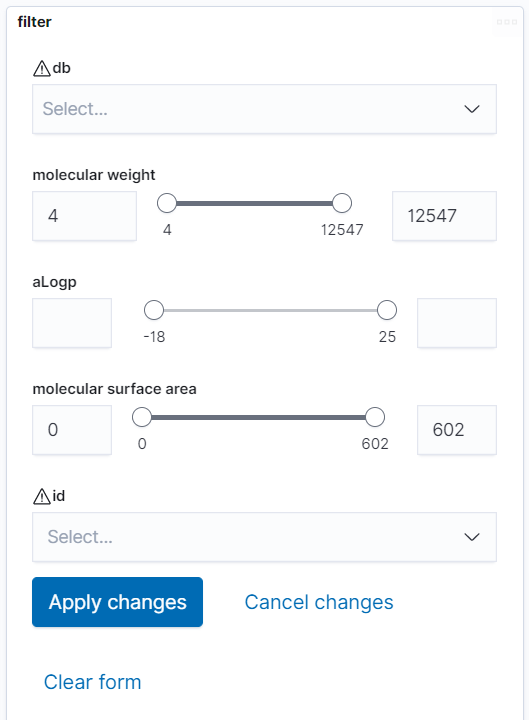 filter
db
Select...
molecular weight
4
12547
4 12547
aLogp
-18 25
molecular surface area
0
602
0 602
id
Select...
Apply changes Cancel changes
Clear form